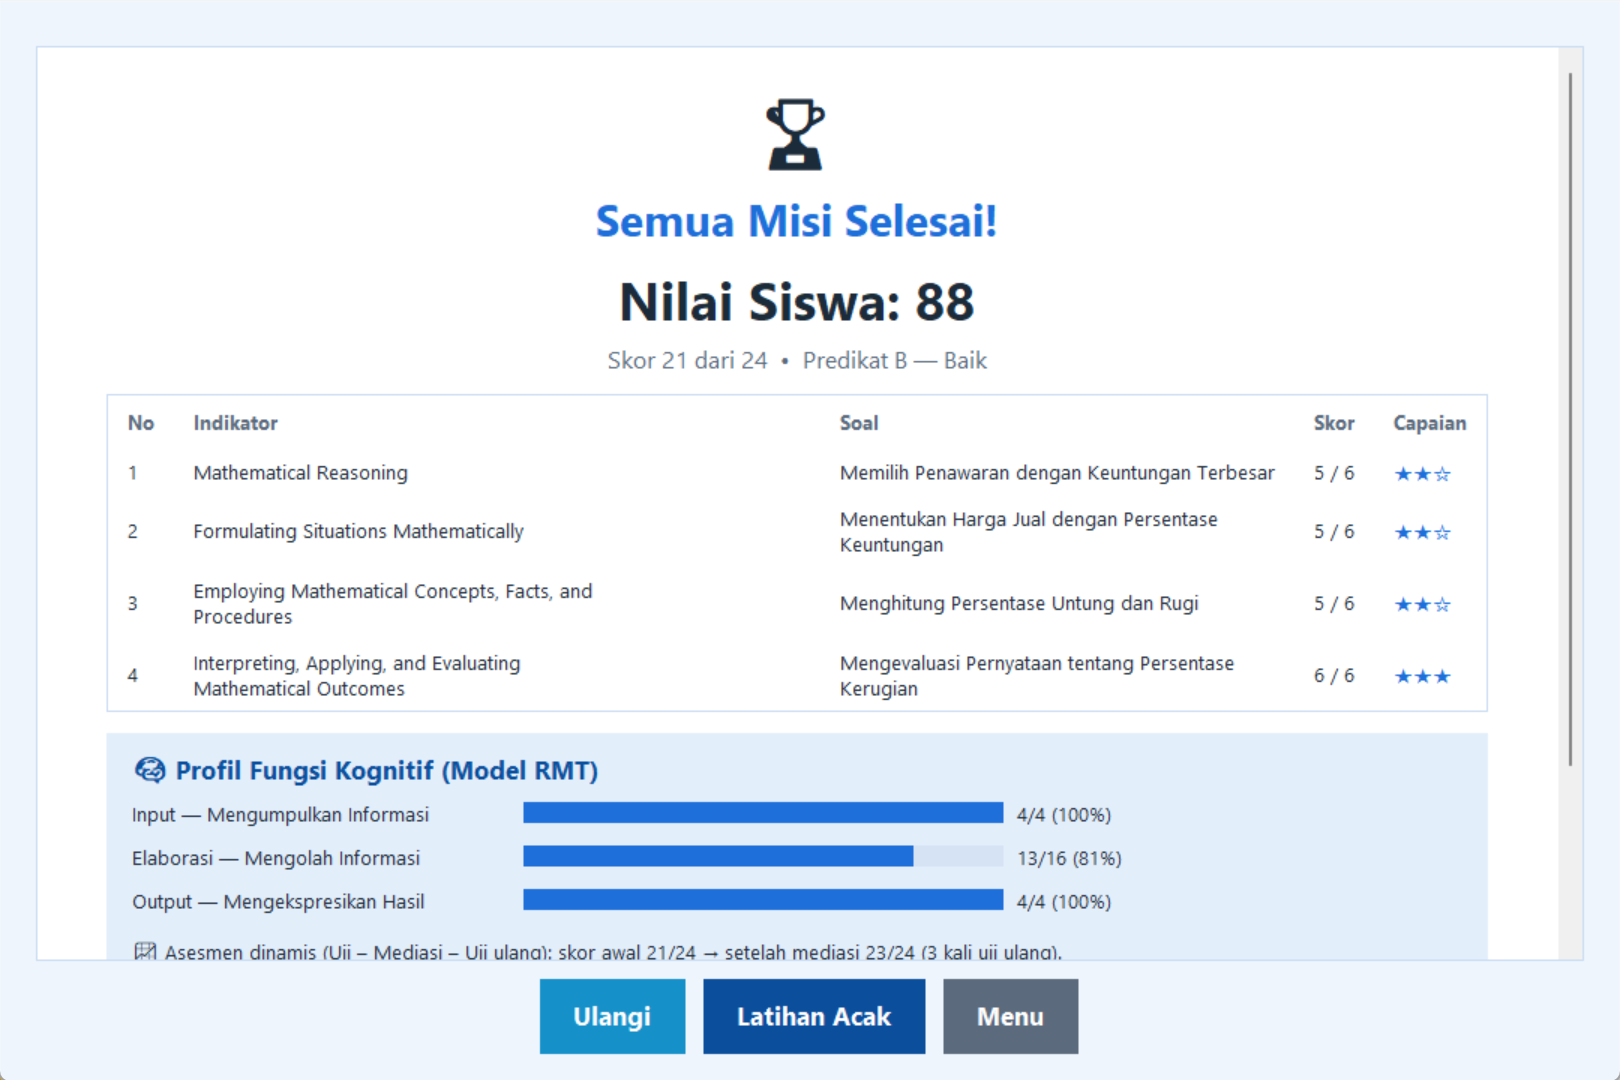 Semua Misi Selesai!
Nilai Siswa: 88
Skor 21 dari 24 • Predikat B — Baik
No Indikator Soal Skor Capaian
1 Mathematical Reasoning Memilih Penawaran dengan Keuntungan Terbesar 5 / 6 ★★☆
2 Formulating Situations Mathematically Menentukan Harga Jual dengan Persentase Keuntungan 5 / 6 ★★☆
3 Employing Mathematical Concepts, Facts, and Procedures Menghitung Persentase Untung dan Rugi 5 / 6 ★★☆
4 Interpreting, Applying, and Evaluating Mathematical Outcomes Mengevaluasi Pernyataan tentang Persentase Kerugian 6 / 6 ★★★
Profil Fungsi Kognitif (Model RMT)
Input — Mengumpulkan Informasi 4/4 (100%)
Elaborasi — Mengolah Informasi 13/16 (81%)
Output — Mengekspresikan Hasil 4/4 (100%)
Asesmen dinamis (Uji – Mediasi – Uji ulang): skor awal 21/24 → setelah mediasi 23/24 (3 kali uji ulang).
Ulangi Latihan Acak Menu